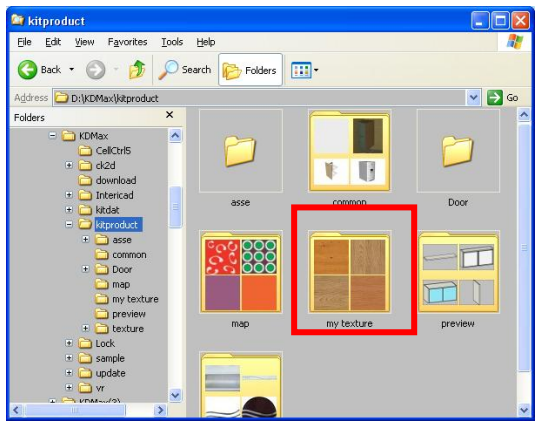 kitproduct
File Edit View Favorites Tools Help
Back Search Folders
Address D:\KDMax\kitproduct Go
Folders
KDMax
CellCtrl5
ck2d
download
Intericad
kitdat
kitproduct
asse
common
Door
map
my texture
preview
texture
Lock
sample
update
vr
KDMax(3)
asse common Door
map my texture preview